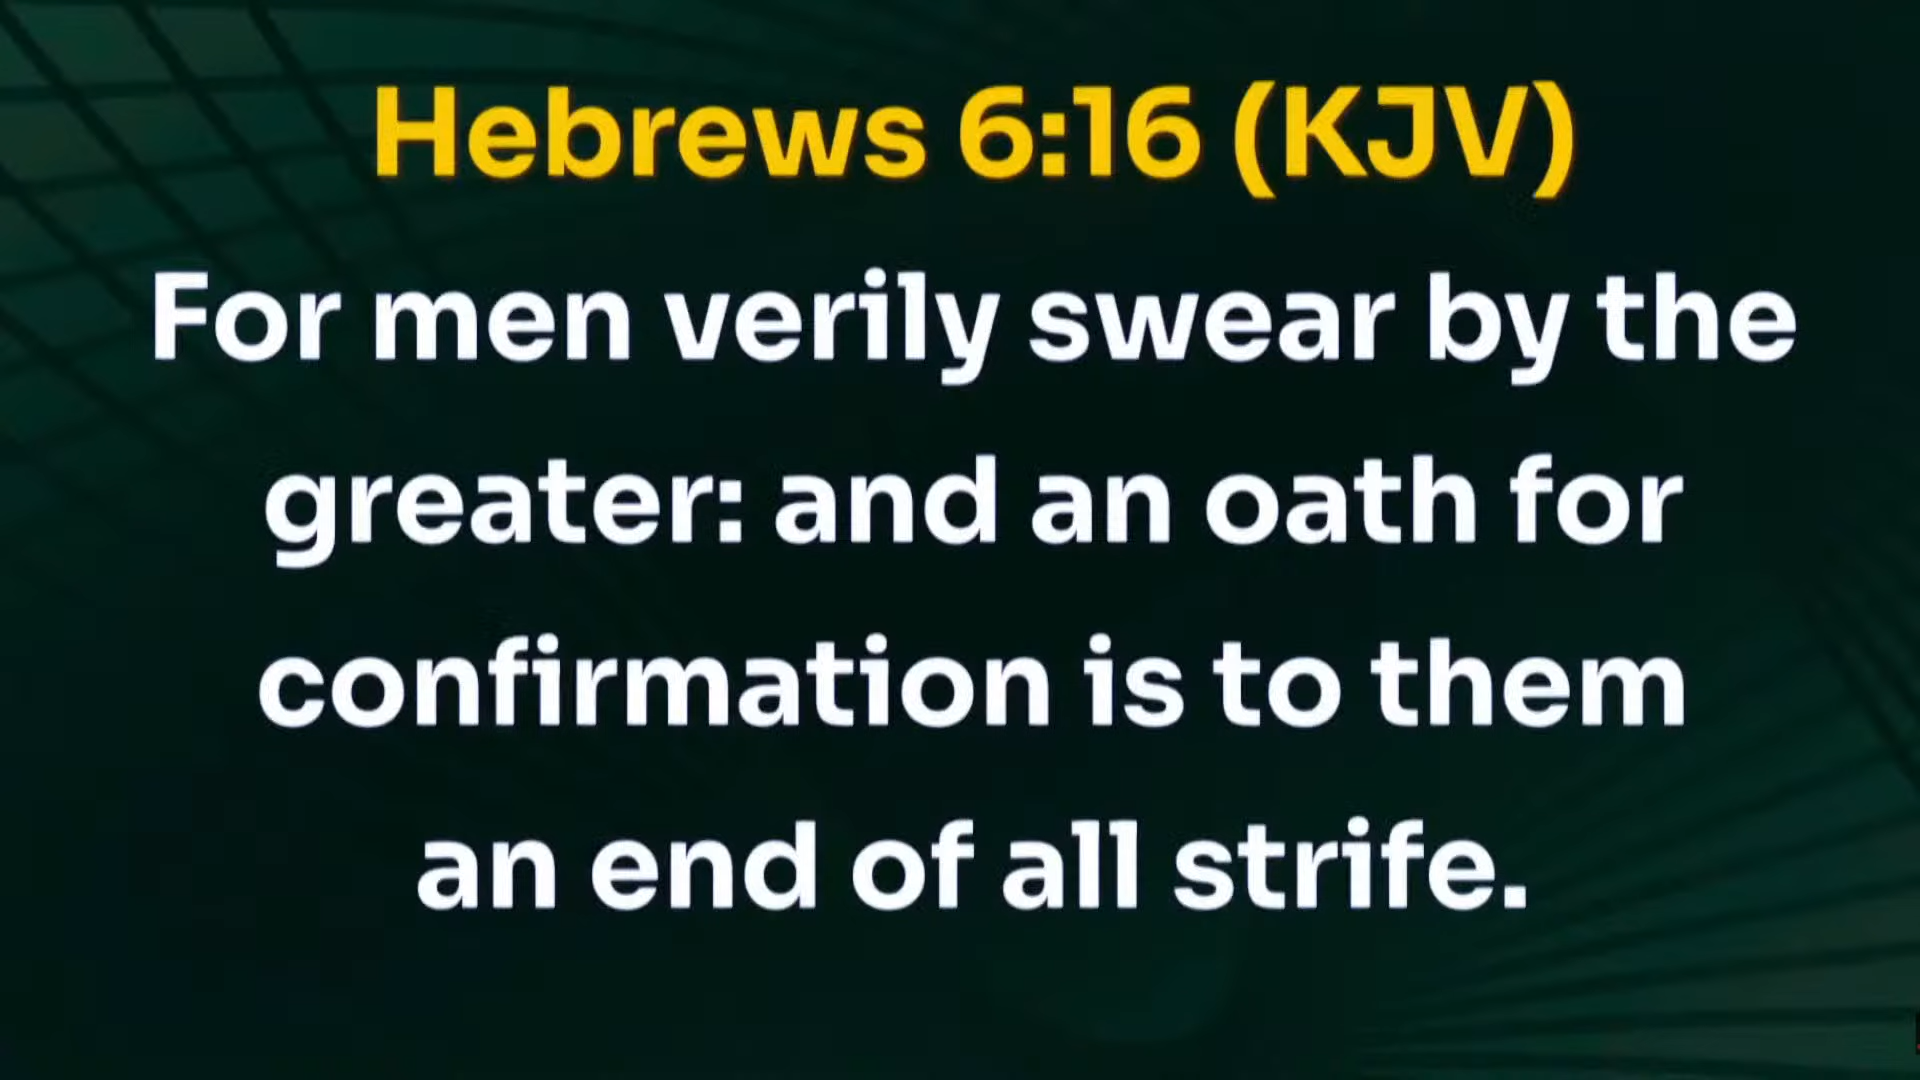 Hebrews 6:16 (KJV)
For men verily swear by the
greater: and an oath for
confirmation is to them
an end of all strife.